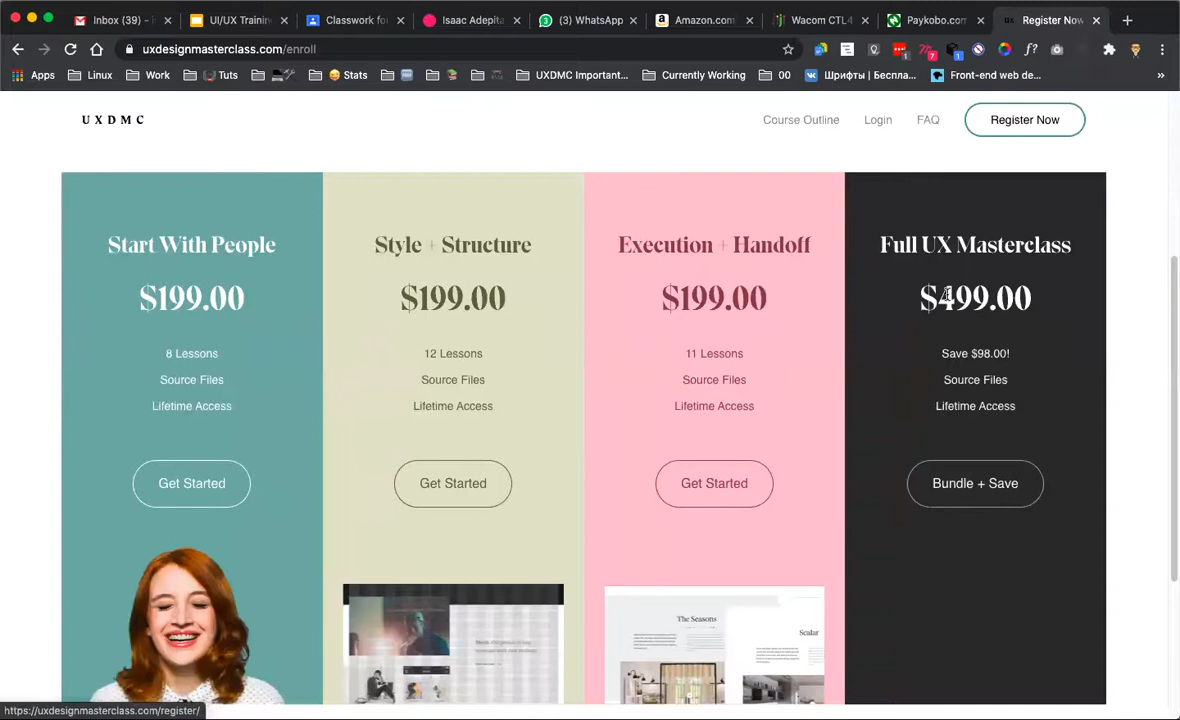 Inbox (39) -
UI/UX Trainin
Classwork fo
Isaac Adepita
(3) WhatsApp
Amazon.com
Wacom CTL4
Paykobo.com
Register Now
uxdesignmasterclass.com/enroll
Apps
Linux
Work
Tuts
Stats
UXDMC Important...
Currently Working
00
Шрифты | Беспла...
Front-end web de...
»
UXDMC
Course Outline
Login
FAQ
Register Now
Start With People
$199.00
8 Lessons
Source Files
Lifetime Access
Get Started
Style + Structure
$199.00
12 Lessons
Source Files
Lifetime Access
Get Started
Execution + Handoff
$199.00
11 Lessons
Source Files
Lifetime Access
Get Started
The Seasons
Scalar
Full UX Masterclass
$499.00
Save $98.00!
Source Files
Lifetime Access
Bundle + Save
https://uxdesignmasterclass.com/register/